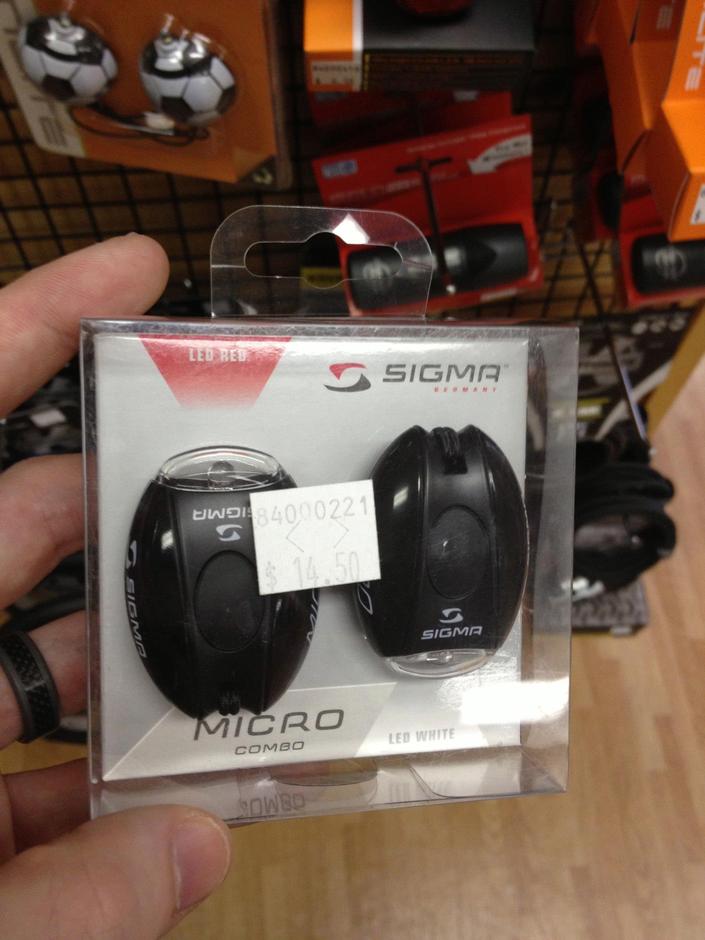 LED RED
SIGMA
GERMANY
SIGMA
SIGMA
84000221
$ 14.50
SIGMA
MICRO
COMBO
LED WHITE